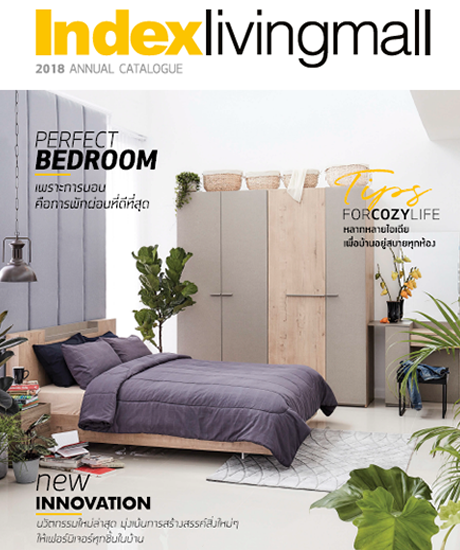 Indexlivingmall
2018 ANNUAL CATALOGUE
PERFECT
BEDROOM
เพราะการนอน
คือการพักผ่อนที่ดีที่สุด
Tips
FORCOZYLIFE
หลากหลายไอเดีย
เพื่อบ้านอยู่สบายทุกห้อง
new
INNOVATION
นวัตกรรมใหม่ล่าสุด มุ่งเน้นการสร้างสรรค์สิ่งใหม่ๆ
ให้เฟอร์นิเจอร์ทุกชิ้นในบ้าน